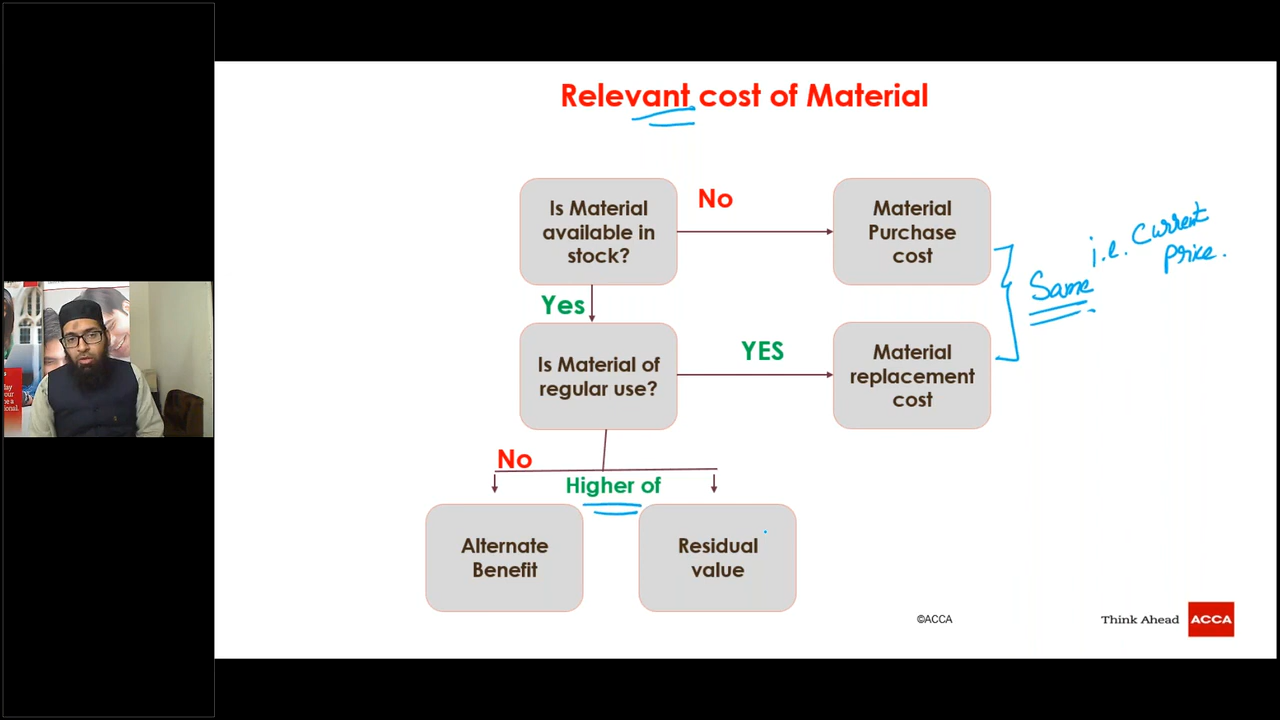 Relevant cost of Material
Is Material
available in
stock?
No
Material
Purchase
cost
i.e. Current
price.
Same
Yes
Is Material of
regular use?
YES
Material
replacement
cost
No
Higher of
Alternate
Benefit
Residual
value
©ACCA
Think Ahead ACCA